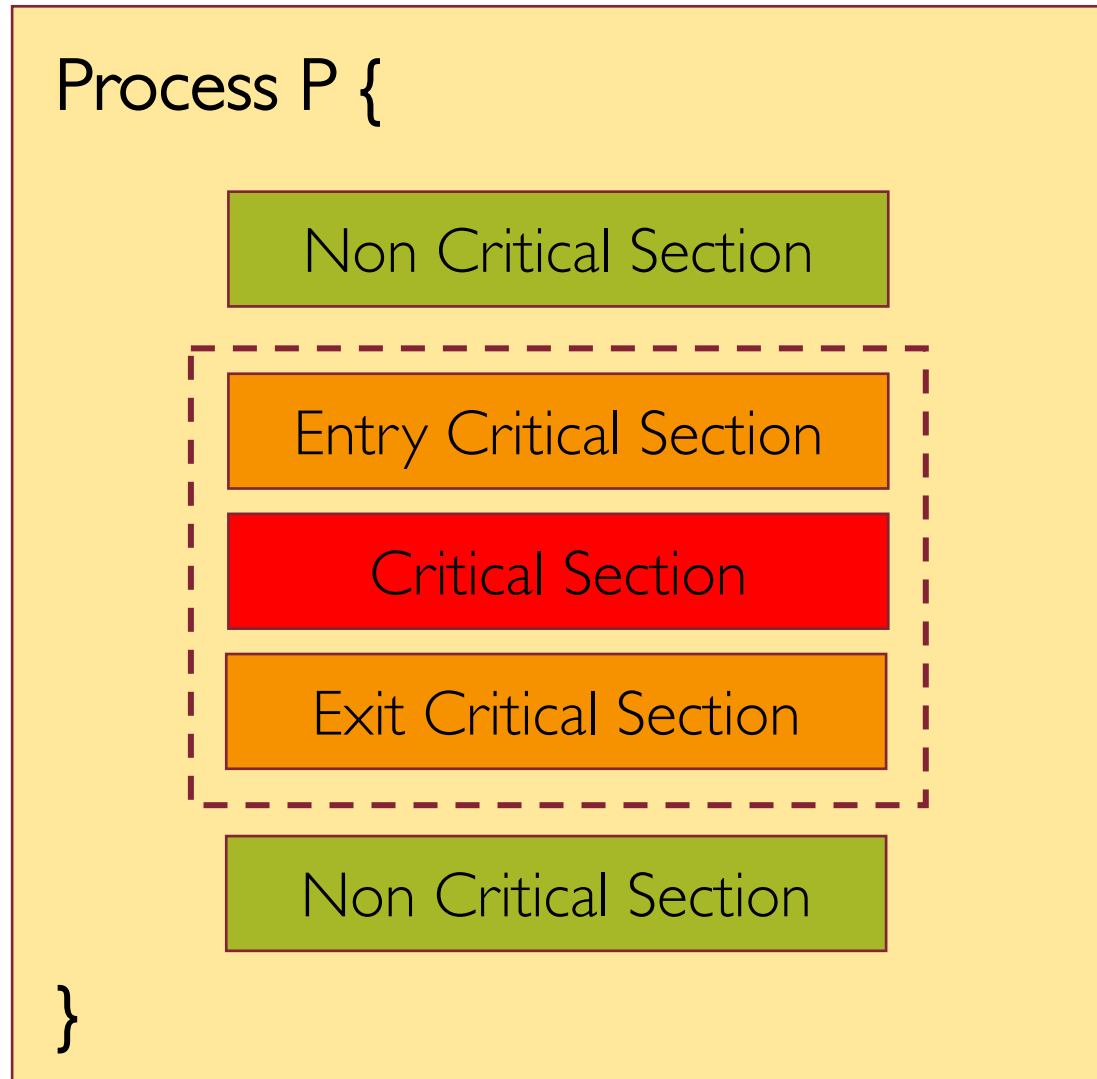 Process P {
Non Critical Section
Entry Critical Section
Critical Section
Exit Critical Section
Non Critical Section
}